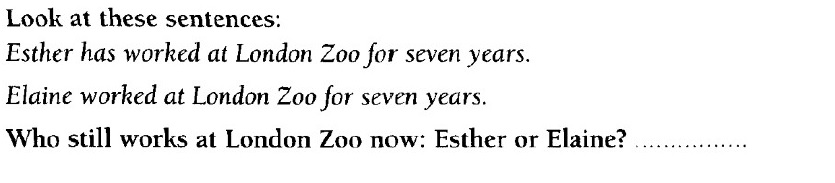 Look at these sentences:
Esther has worked at London Zoo for seven years.
Elaine worked at London Zoo for seven years.
Who still works at London Zoo now: Esther or Elaine? ...............